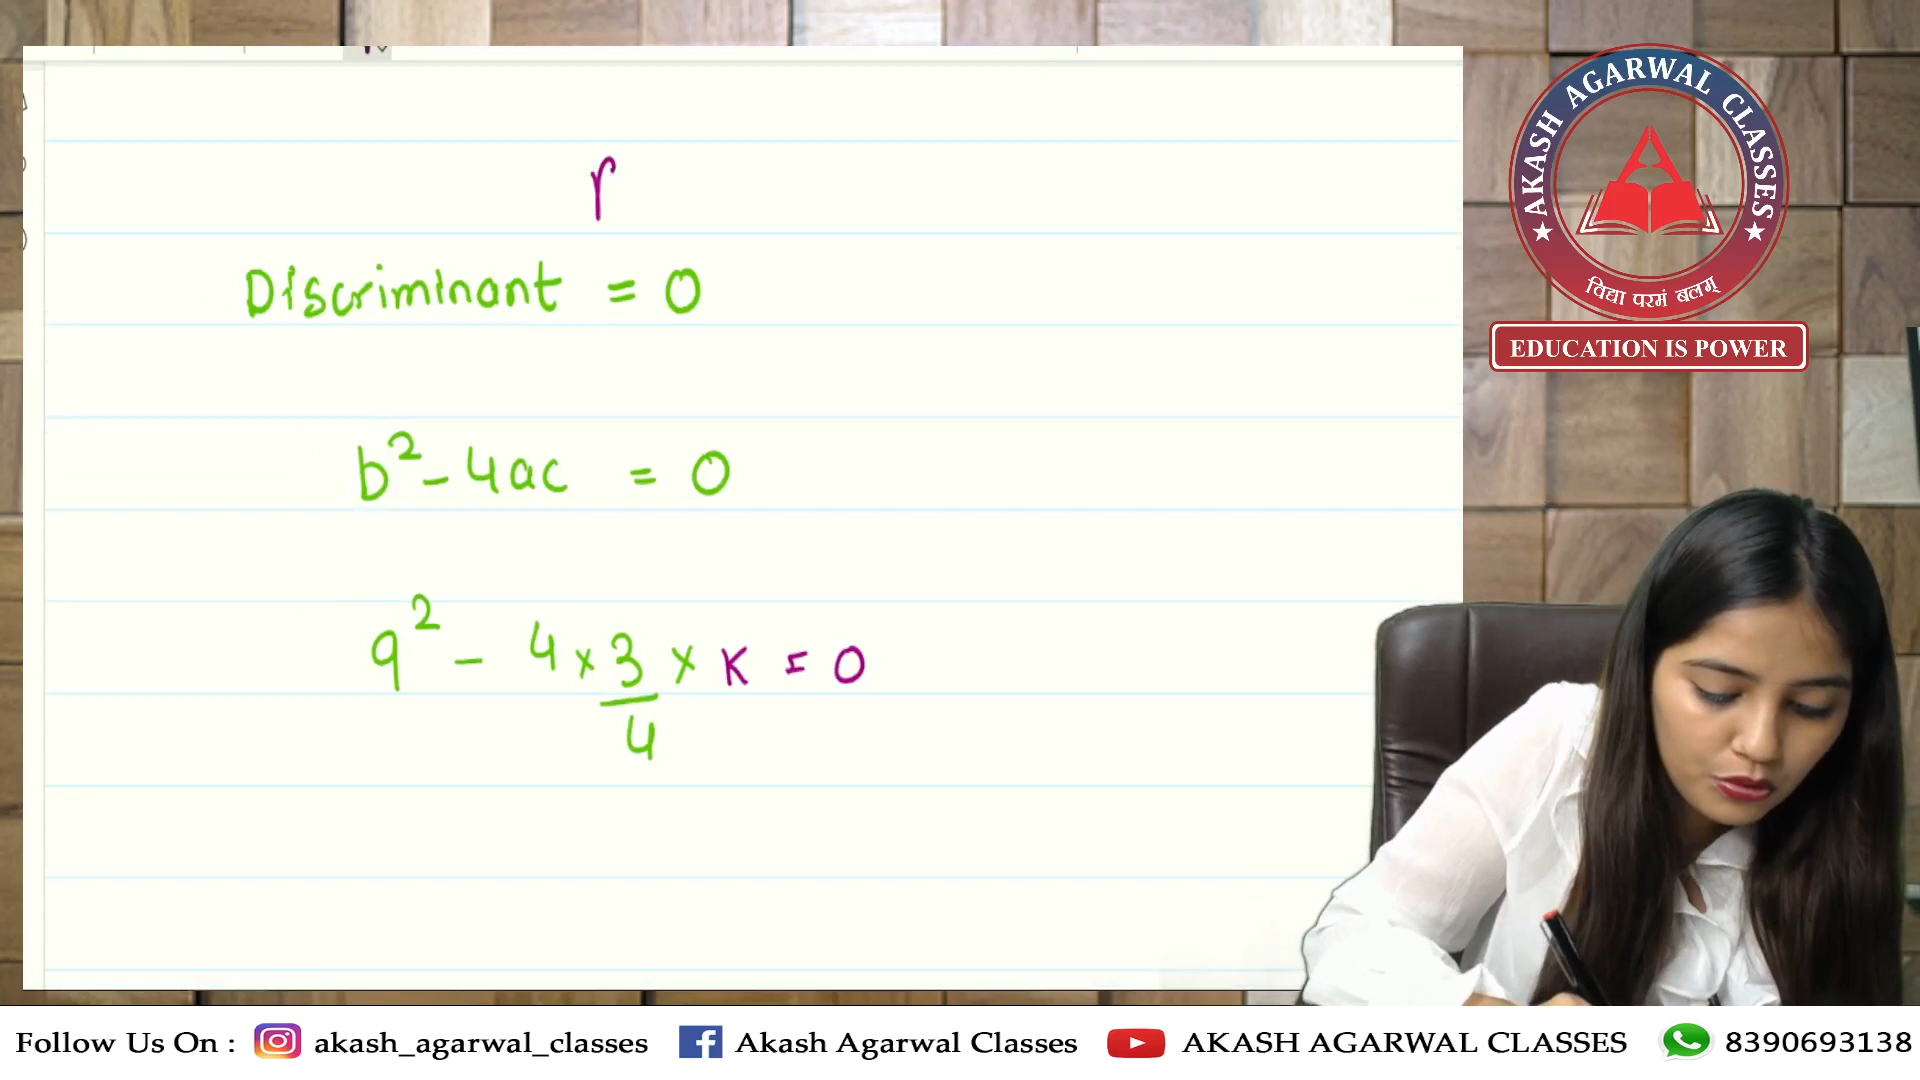 r
Discriminant = 0
b² - 4ac = 0
9² - 4 × 3/4 × K = 0
★ AKASH AGARWAL CLASSES ★
विद्या परमं बलम्
EDUCATION IS POWER
Follow Us On : akash_agarwal_classes Akash Agarwal Classes AKASH AGARWAL CLASSES 8390693138